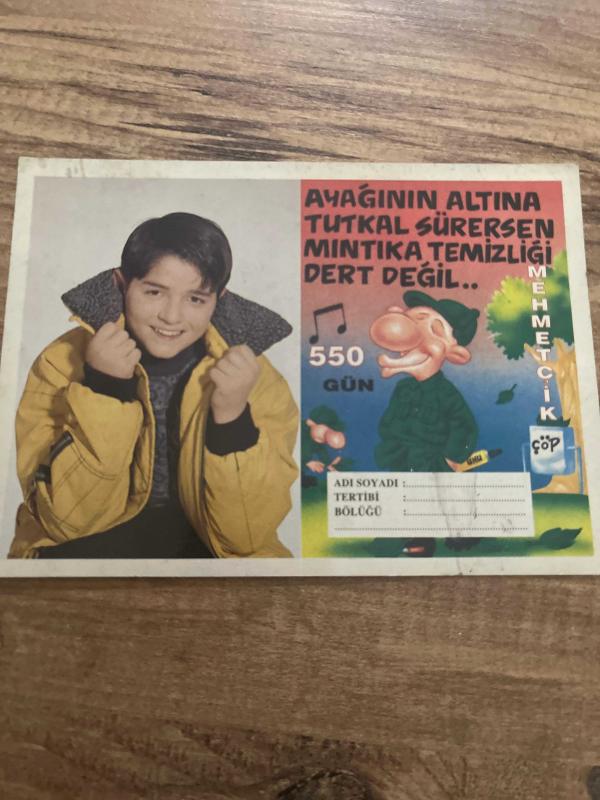 AYAĞININ ALTINA
TUTKAL SÜRERSEN
MINTIKA TEMİZLİĞİ
DERT DEĞİL..
MEHMETÇİK
550
GÜN
ÇÖP
ADI SOYADI :
TERTİBİ :
BÖLÜĞÜ :